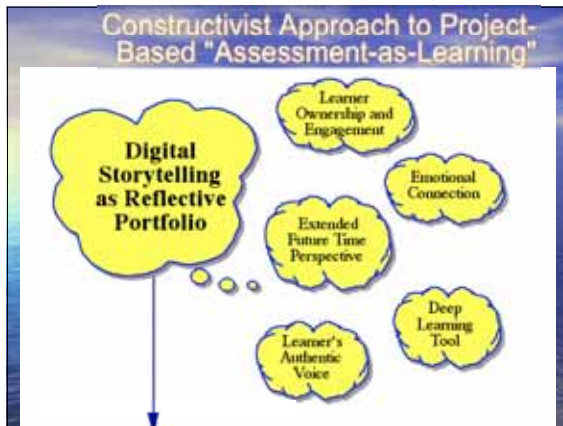 Constructivist Approach to Project-
Based "Assessment-as-Learning"
Digital
Storytelling
as Reflective
Portfolio
Learner
Ownership and
Engagement
Emotional
Connection
Extended
Future Time
Perspective
Deep
Learning
Tool
Learner's
Authentic
Voice